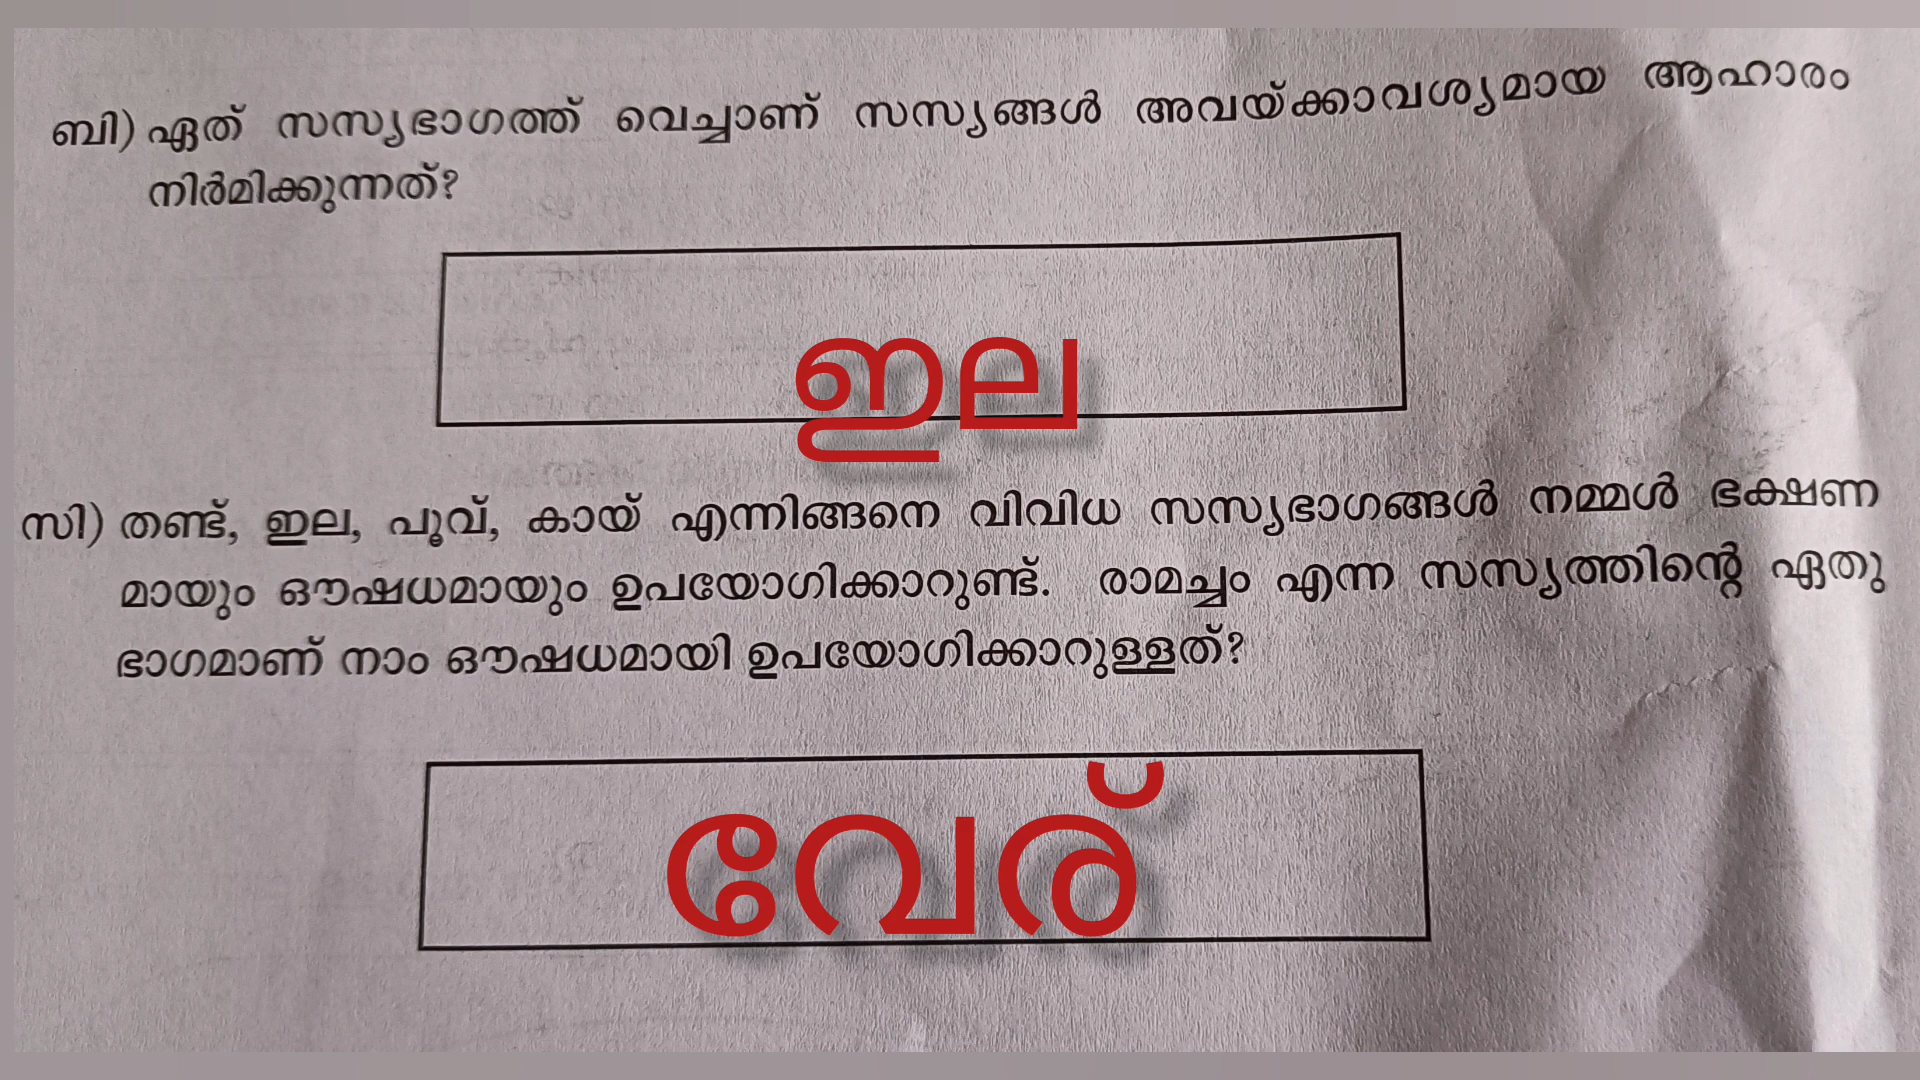 ബി) ഏത് സസ്യഭാഗത്ത് വെച്ചാണ് സസ്യങ്ങൾ അവയ്ക്കാവശ്യമായ ആഹാരം
നിർമിക്കുന്നത്?
ഇല
സി) തണ്ട്, ഇല, പൂവ്, കായ് എന്നിങ്ങനെ വിവിധ സസ്യഭാഗങ്ങൾ നമ്മൾ ഭക്ഷണ
മായും ഔഷധമായും ഉപയോഗിക്കാറുണ്ട്. രാമച്ചം എന്ന സസ്യത്തിന്റെ ഏതു
ഭാഗമാണ് നാം ഔഷധമായി ഉപയോഗിക്കാറുള്ളത്?
വേര്